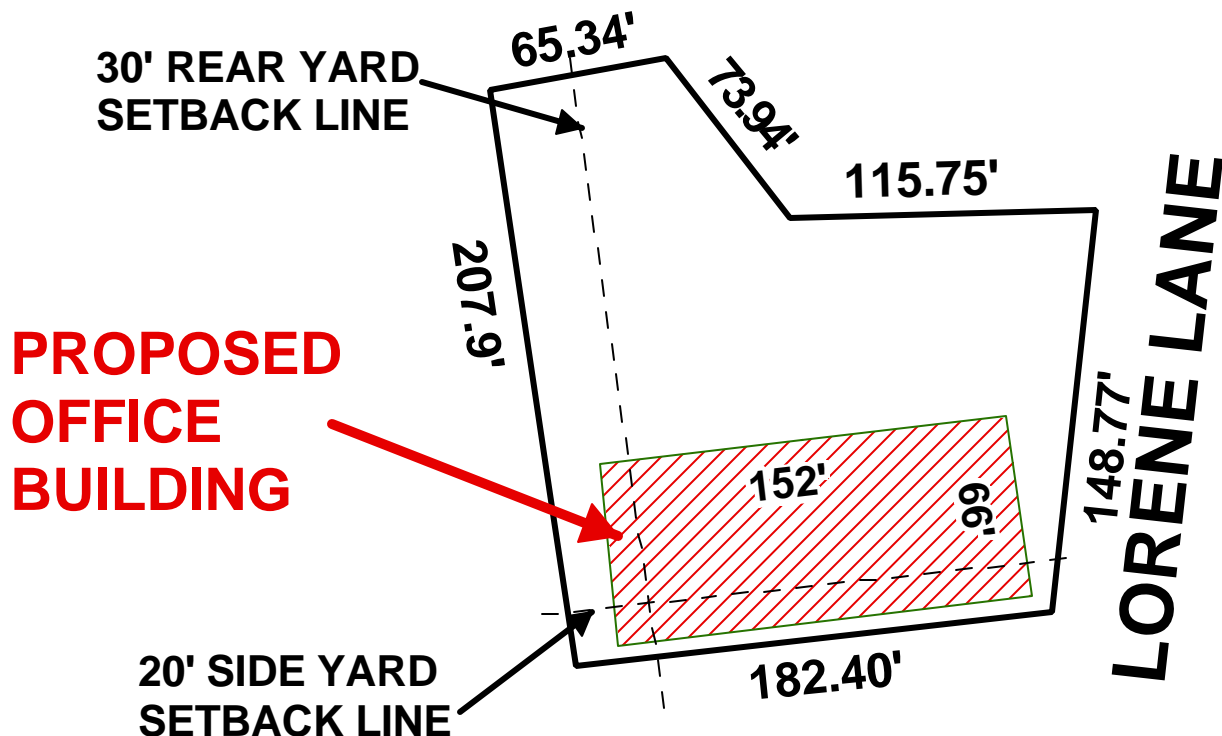 65.34'
30' REAR YARD
SETBACK LINE
73.94'
115.75'
LORENE LANE
207.9'
PROPOSED
OFFICE
BUILDING
152'
66'
148.77'
20' SIDE YARD
SETBACK LINE
182.40'